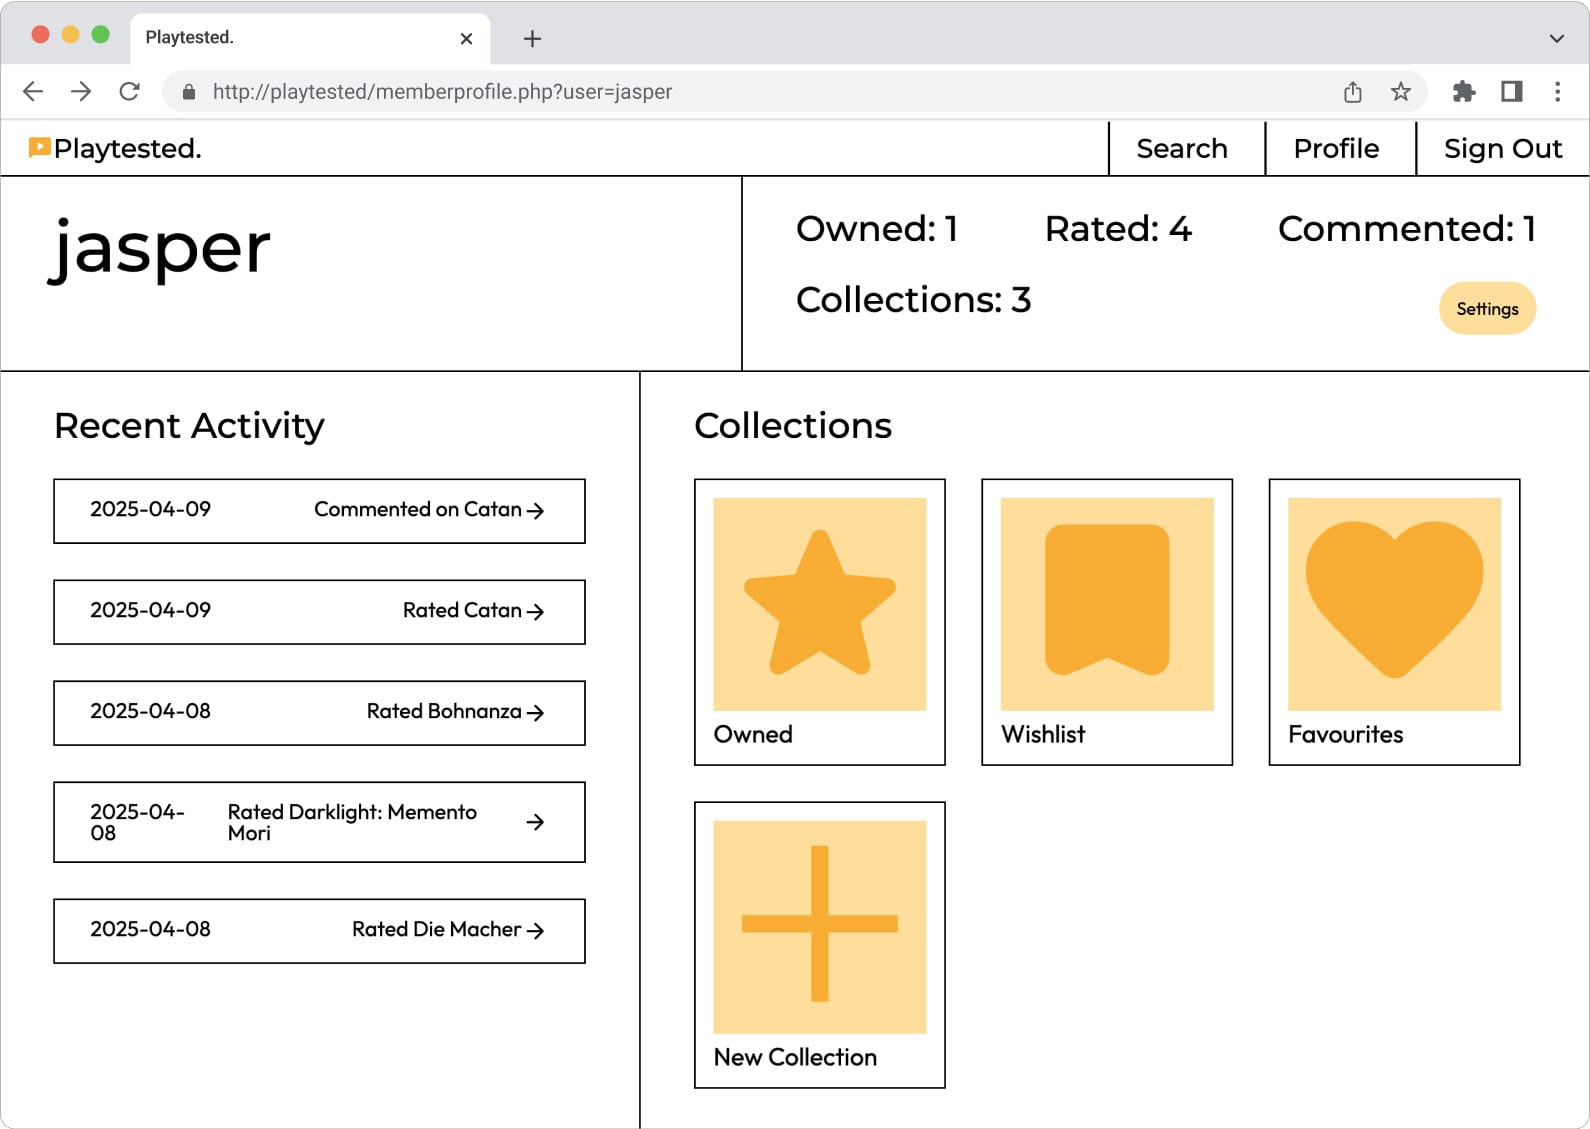 Playtested.
http://playtested/memberprofile.php?user=jasper
Playtested.
Search
Profile
Sign Out
jasper
Owned: 1
Rated: 4
Commented: 1
Collections: 3
Settings
Recent Activity
2025-04-09
Commented on Catan
2025-04-09
Rated Catan
2025-04-08
Rated Bohnanza
2025-04-
08
Rated Darklight: Memento
Mori
2025-04-08
Rated Die Macher
Collections
Owned
Wishlist
Favourites
New Collection